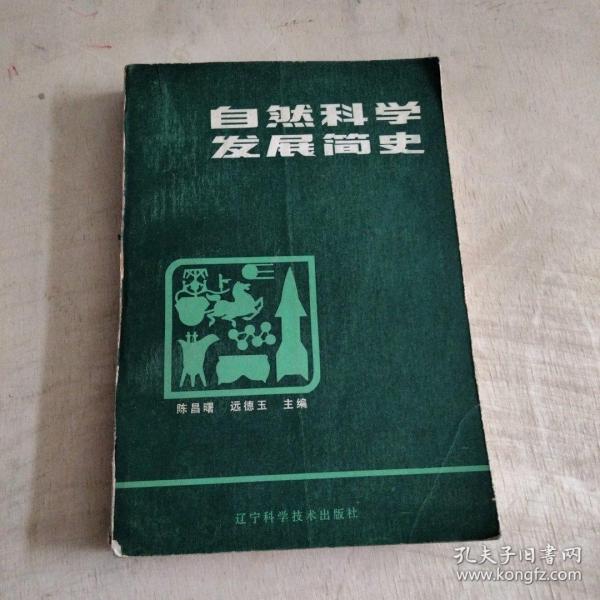 自然科学
发展简史
陈昌曙 远德玉 主编
辽宁科学技术出版社
孔夫子旧书网
www.kongfz.com